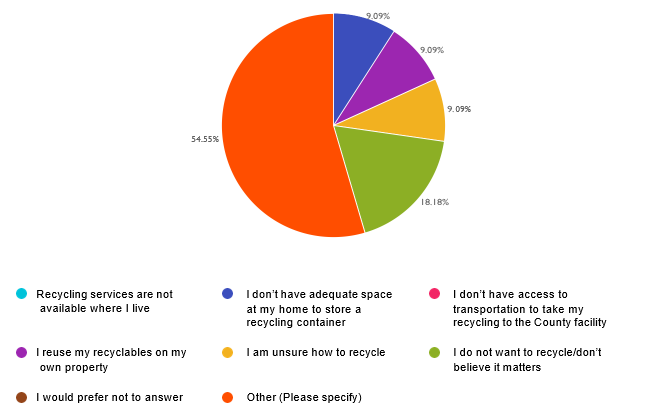 9.09%
9.09%
9.09%
54.55%
18.18%
Recycling services are not
available where I live
I don't have adequate space
at my home to store a
recycling container
I don't have access to
transportation to take my
recycling to the County facility
I reuse my recyclables on my
own property
I am unsure how to recycle
I do not want to recycle/don't
believe it matters
I would prefer not to answer
Other (Please specify)